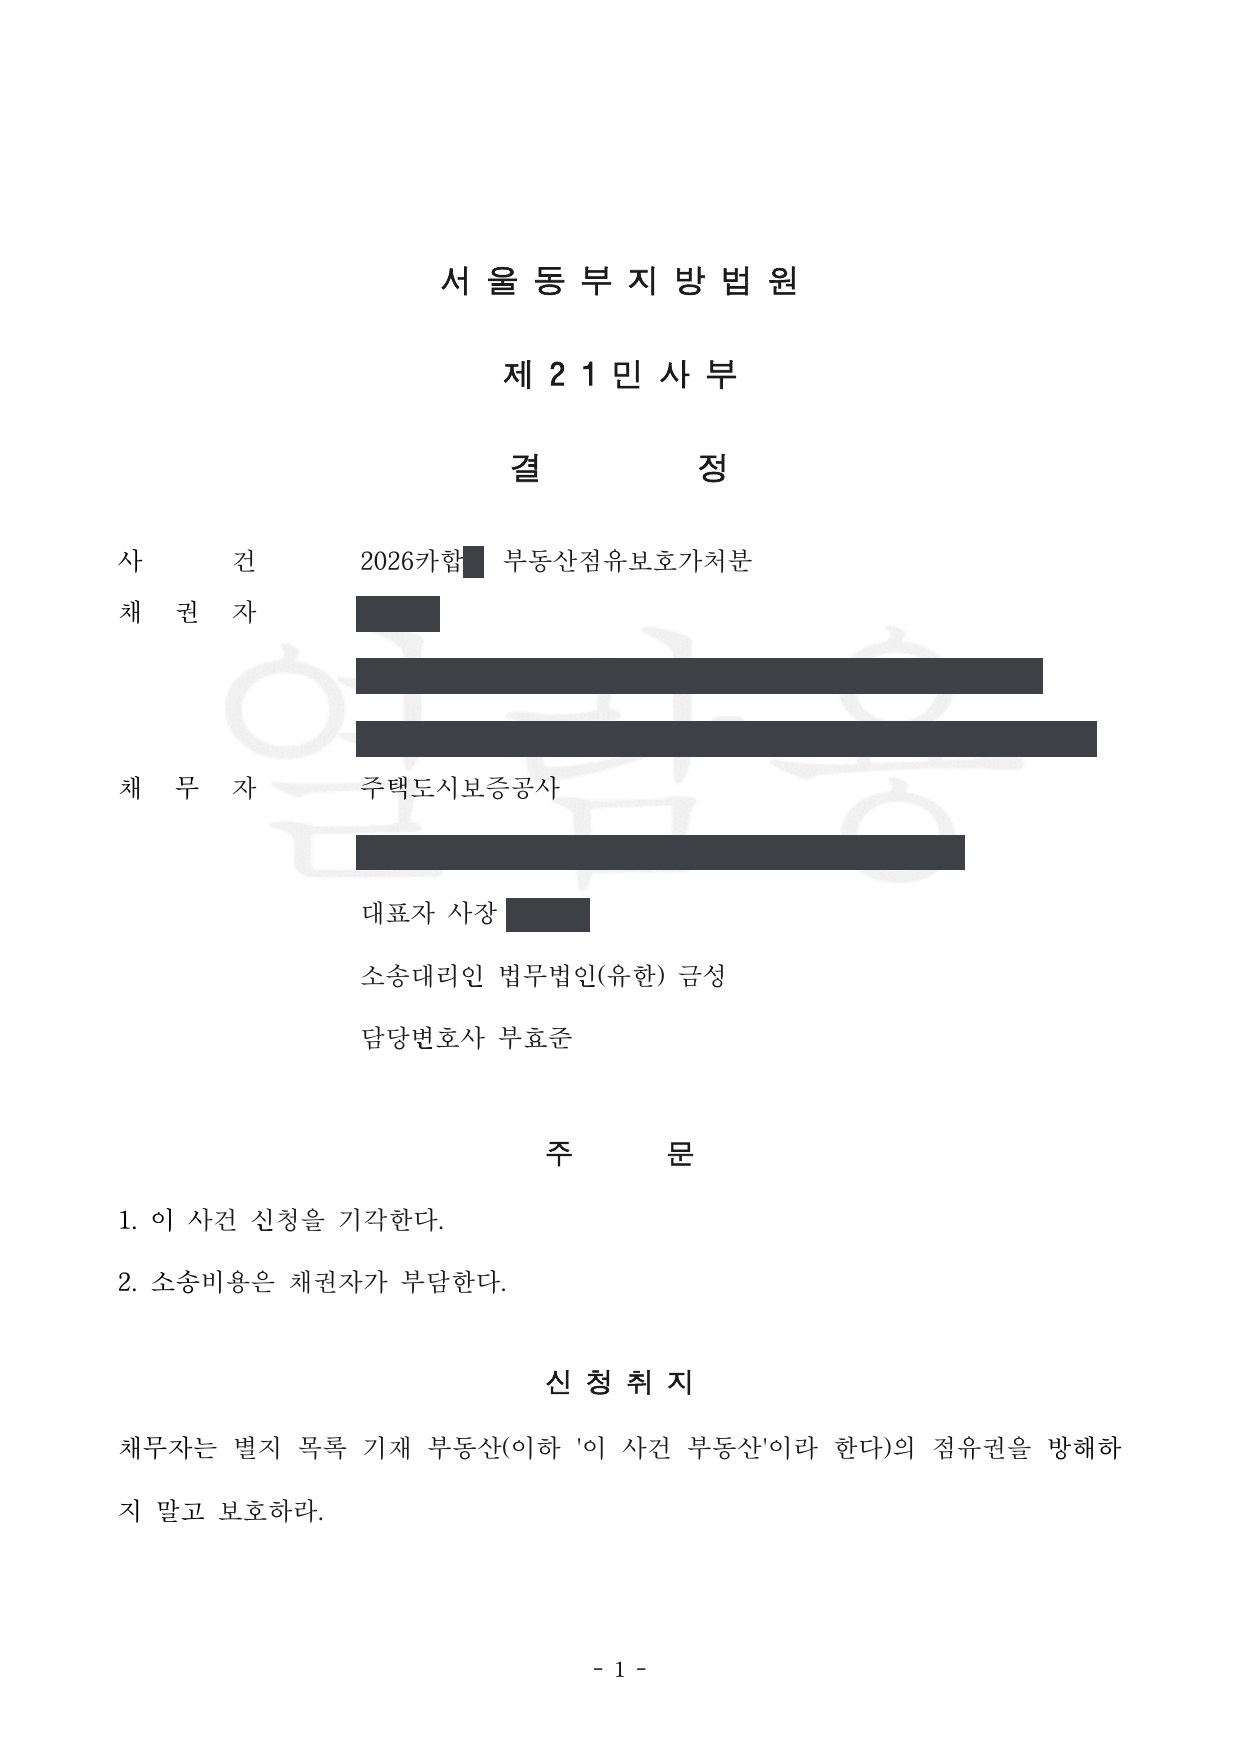 서울동부지방법원
제21민사부
결 정
사 건 2026카합 부동산점유보호가처분
채 권 자
채 무 자 주택도시보증공사
대표자 사장
소송대리인 법무법인(유한) 금성
담당변호사 부효준
주 문
1. 이 사건 신청을 기각한다.
2. 소송비용은 채권자가 부담한다.
신 청 취 지
채무자는 별지 목록 기재 부동산(이하 '이 사건 부동산'이라 한다)의 점유권을 방해하
지 말고 보호하라.
열람용
- 1 -